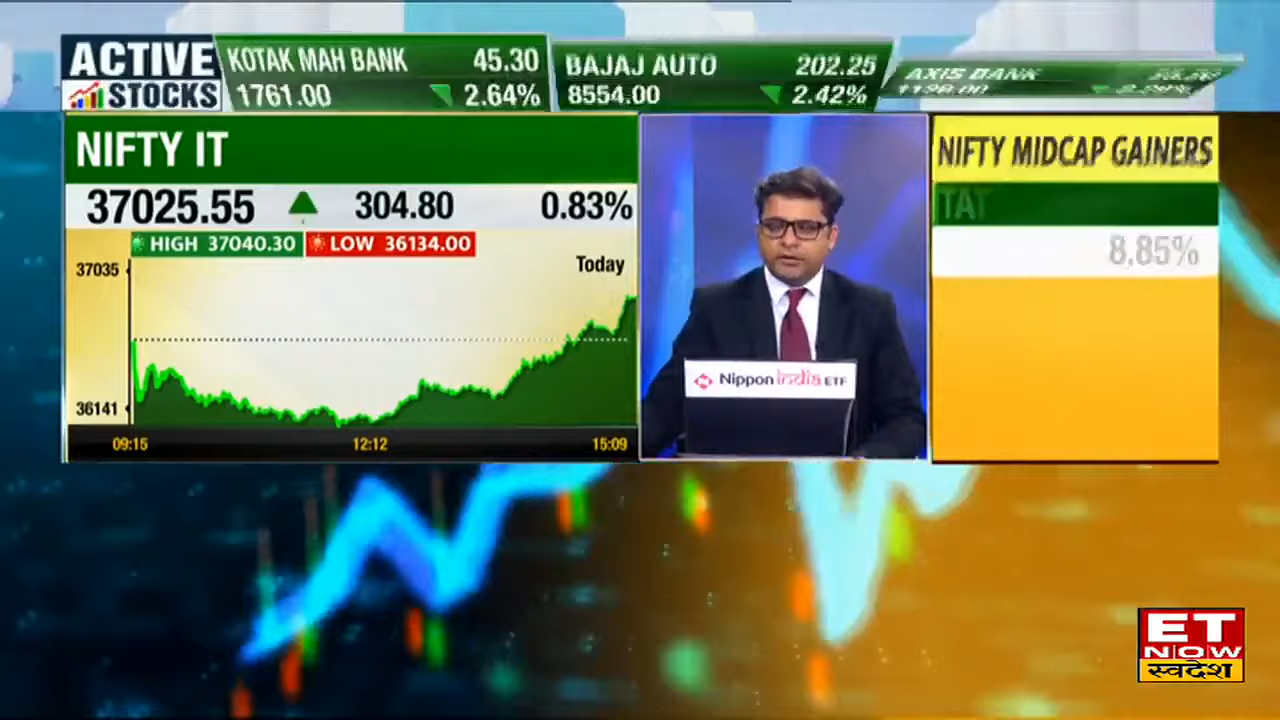 ACTIVE
STOCKS
KOTAK MAH BANK 45.30
1761.00 2.64%
BAJAJ AUTO 202.25
8554.00 2.42%
AXIS BANK
NIFTY IT
37025.55 304.80 0.83%
HIGH 37040.30 LOW 36134.00
37035
Today
36141
09:15 12:12 15:09
Nippon India ETF
NIFTY MIDCAP GAINERS
TAT
8.85%
ET
NOW
स्वदेश